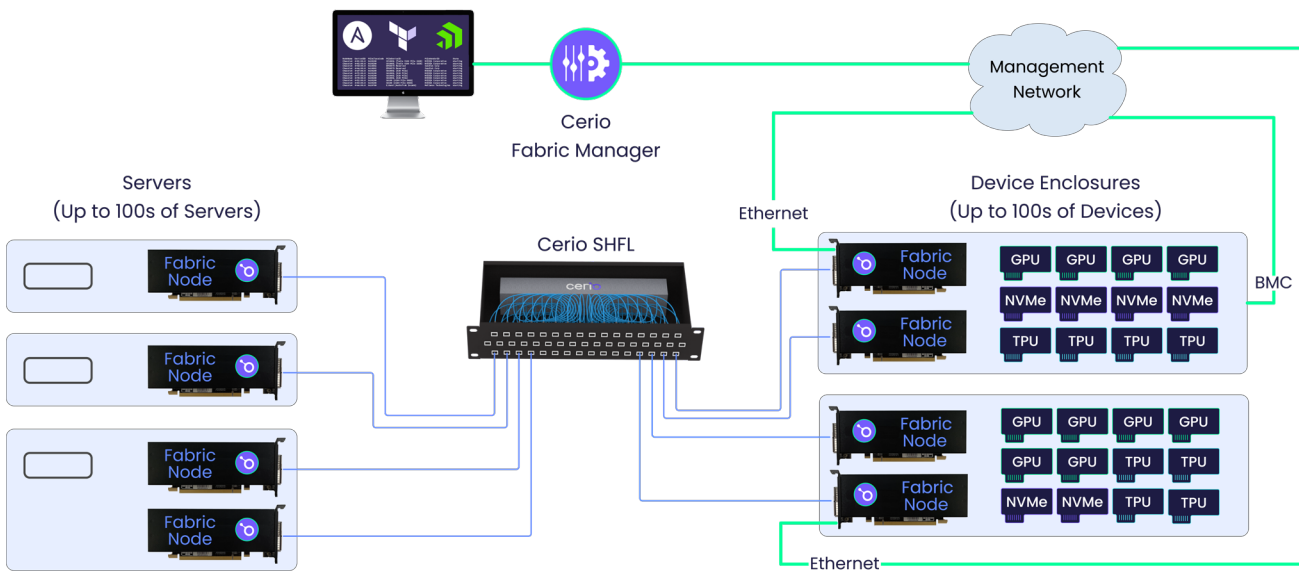 Management
Network
Cerio
Fabric Manager
Servers
(Up to 100s of Servers)
Device Enclosures
(Up to 100s of Devices)
Ethernet
Cerio SHFL
cerio
BMC
Fabric
Node
Fabric
Node
Fabric
Node
Fabric
Node
Fabric
Node
GPU GPU GPU GPU
NVMe NVMe NVMe NVMe
Fabric
Node
TPU TPU TPU TPU
Fabric
Node
GPU GPU GPU GPU
GPU GPU TPU TPU
Fabric
Node
NVMe NVMe TPU TPU
Ethernet